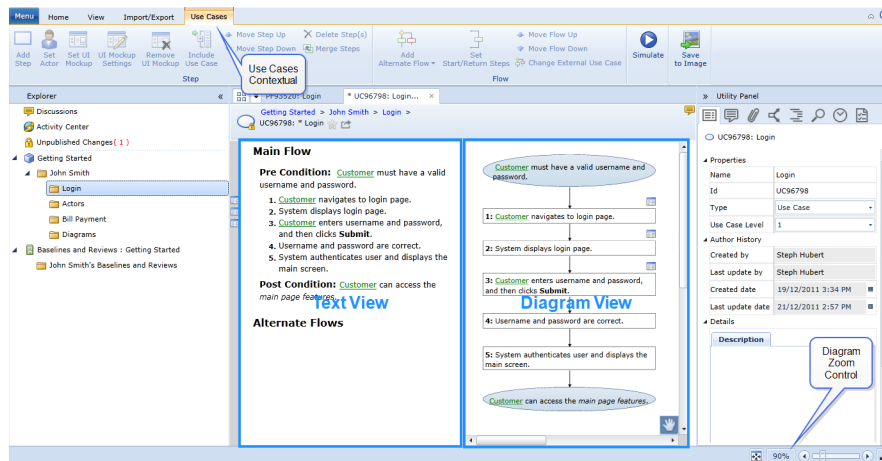 Menu Home View Import/Export Use Cases
Add Step
Set Actor
Set UI Mockup
UI Mockup Settings
Remove UI Mockup
Include Use Case
Move Step Up
Delete Step(s)
Move Step Down
Merge Steps
Step
Add Alternate Flow
Set Start/Return Steps
Move Flow Up
Move Flow Down
Change External Use Case
Flow
Simulate
Save to Image
Use Cases
Contextual
Explorer «
Discussions
Activity Center
Unpublished Changes( 1 )
Getting Started
John Smith
Login
Actors
Bill Payment
Diagrams
Baselines and Reviews : Getting Started
John Smith's Baselines and Reviews
PF93520: Login
* UC96798: Login... ×
Getting Started > John Smith > Login >
UC96798: * Login
Main Flow
Pre Condition: Customer must have a valid
username and password.
1. Customer navigates to login page.
2. System displays login page.
3. Customer enters username and password,
and then clicks Submit.
4. Username and password are correct.
5. System authenticates user and displays the
main screen.
Post Condition: Customer can access the
main page features.
Text View
Alternate Flows
Customer must have a valid username and
password.
1: Customer navigates to login page.
2: System displays login page.
3: Customer enters username and password,
and then clicks Submit.
Diagram View
4: Username and password are correct.
5: System authenticates user and displays the
main screen.
Customer can access the main page features.
» Utility Panel
UC96798: Login
Properties
Name Login
Id UC96798
Type Use Case
Use Case Level 1
Author History
Created by Steph Hubert
Last update by Steph Hubert
Created date 19/12/2011 3:34 PM
Last update date 21/12/2011 2:57 PM
Details
Description
Diagram
Zoom
Control
90%